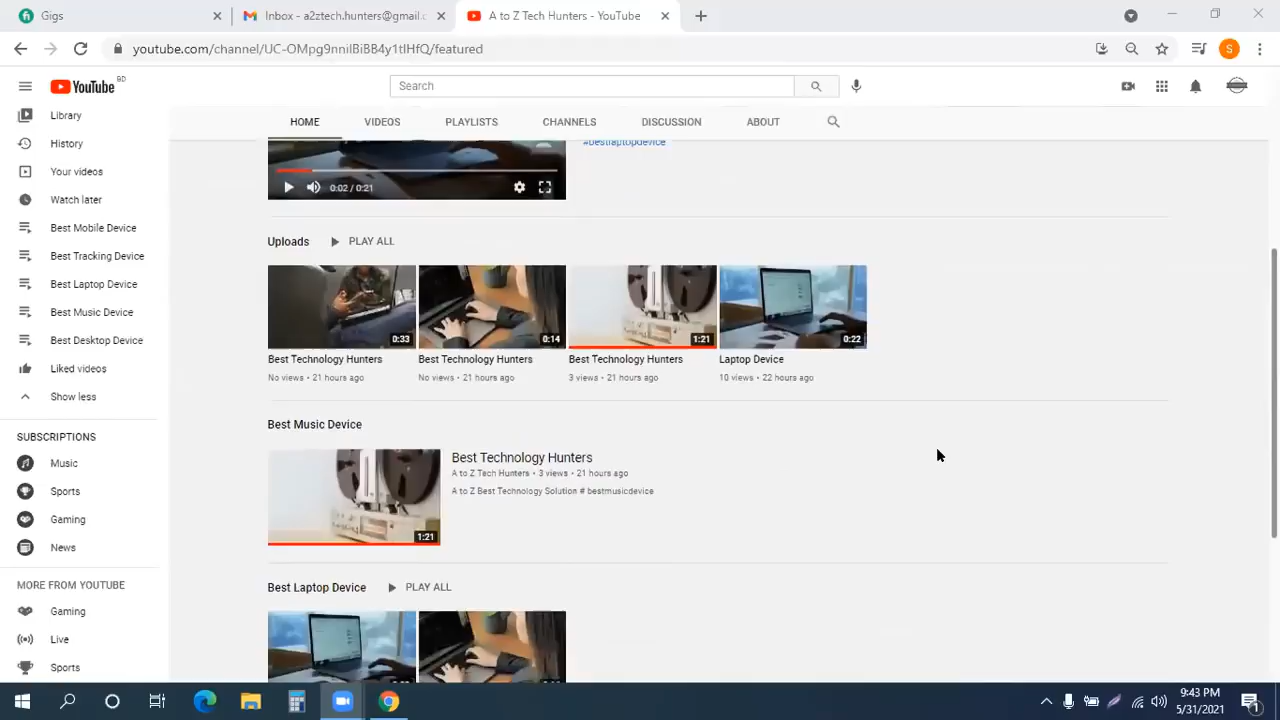 Gigs
Inbox - a2ztech.hunters@gmail.c
A to Z Tech Hunters - YouTube
youtube.com/channel/UC-OMpg9nnilBiBB4y1tlHfQ/featured
S
YouTube BD
Search
Library
History
Your videos
Watch later
Best Mobile Device
Best Tracking Device
Best Laptop Device
Best Music Device
Best Desktop Device
Liked videos
Show less
SUBSCRIPTIONS
Music
Sports
Gaming
News
MORE FROM YOUTUBE
Gaming
Live
Sports
HOME VIDEOS PLAYLISTS CHANNELS DISCUSSION ABOUT
#bestlaptopdevice
0:02 / 0:21
Uploads PLAY ALL
0:33 0:14 1:21 0:22
Best Technology Hunters Best Technology Hunters Best Technology Hunters Laptop Device
No views • 21 hours ago No views • 21 hours ago 3 views • 21 hours ago 10 views • 22 hours ago
Best Music Device
Best Technology Hunters
A to Z Tech Hunters • 3 views • 21 hours ago
A to Z Best Technology Solution # bestmusicdevice
1:21
Best Laptop Device PLAY ALL
9:43 PM
5/31/2021
1